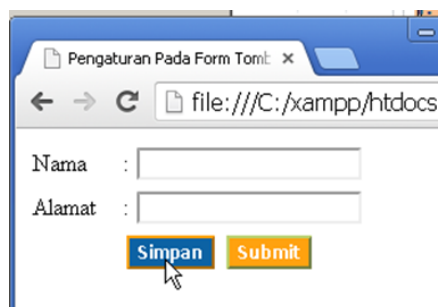 Pengaturan Pada Form Tomb
file:///C:/xampp/htdocs
Nama :
Alamat :
Simpan Submit